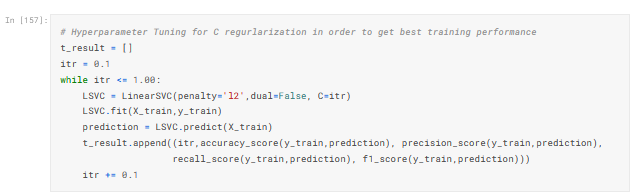 In [157]:
# Hyperparameter Tuning for C regurlarization in order to get best training performance
t_result = []
itr = 0.1
while itr <= 1.00:
    LSVC = LinearSVC(penalty='l2',dual=False, C=itr)
    LSVC.fit(X_train,y_train)
    prediction = LSVC.predict(X_train)
    t_result.append((itr,accuracy_score(y_train,prediction), precision_score(y_train,prediction),
                    recall_score(y_train,prediction), f1_score(y_train,prediction)))
    itr += 0.1